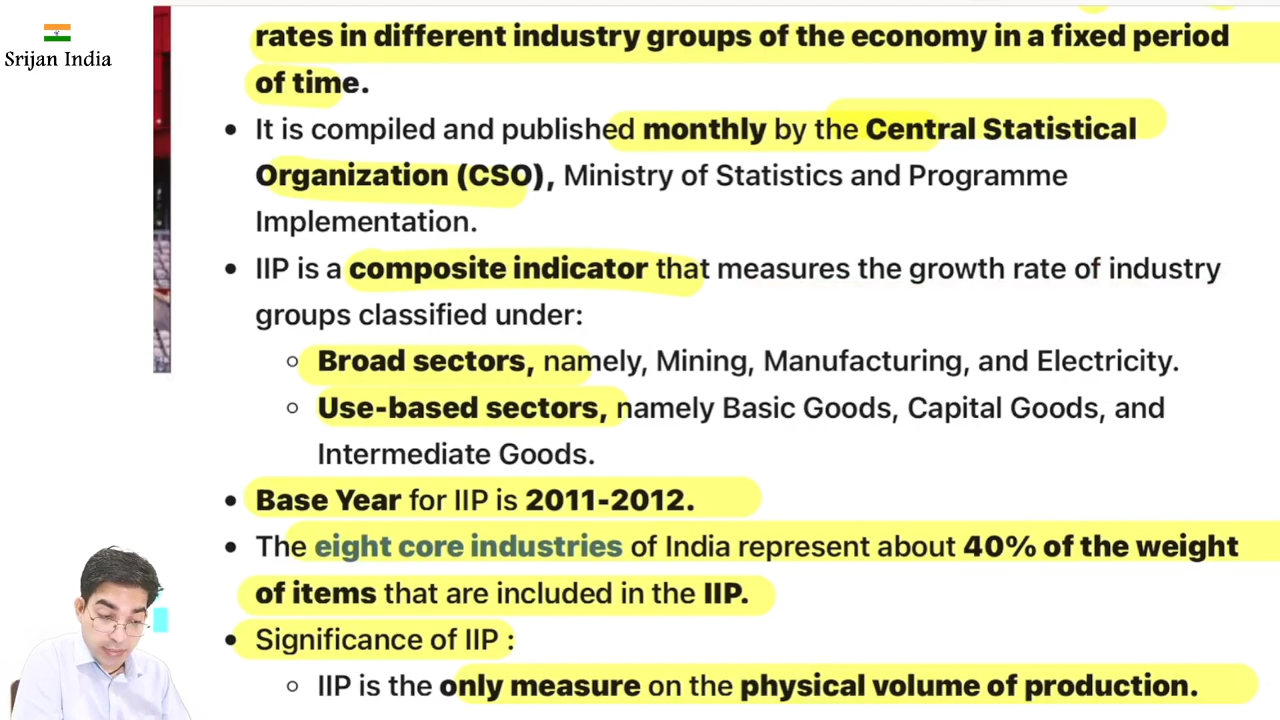 Srijan India
rates in different industry groups of the economy in a fixed period
of time.
• It is compiled and published monthly by the Central Statistical
Organization (CSO), Ministry of Statistics and Programme
Implementation.
• IIP is a composite indicator that measures the growth rate of industry
groups classified under:
○ Broad sectors, namely, Mining, Manufacturing, and Electricity.
○ Use-based sectors, namely Basic Goods, Capital Goods, and
Intermediate Goods.
• Base Year for IIP is 2011-2012.
• The eight core industries of India represent about 40% of the weight
of items that are included in the IIP.
• Significance of IIP :
○ IIP is the only measure on the physical volume of production.